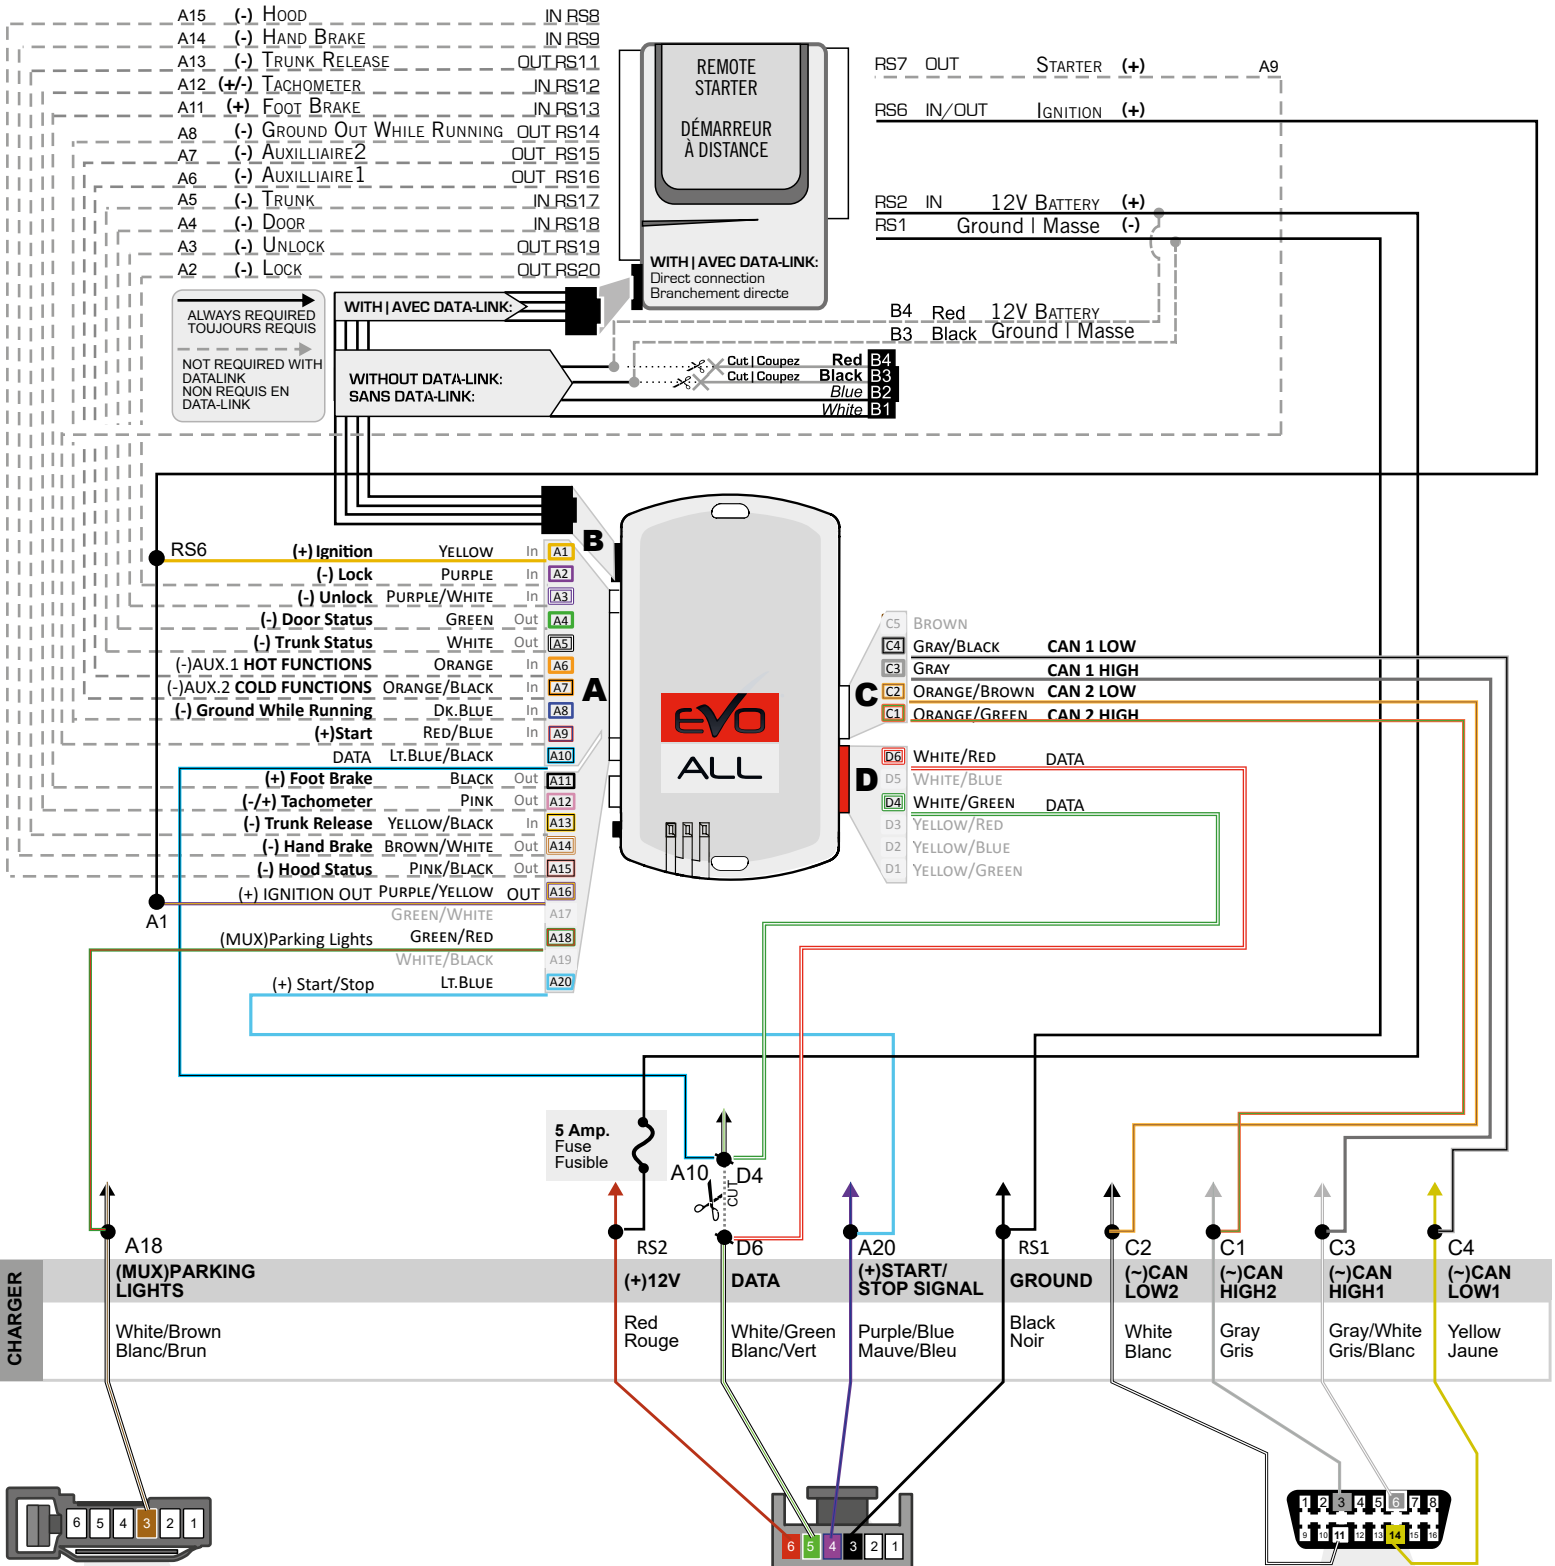 A15 (-) HOOD IN RS8
A14 (-) HAND BRAKE IN RS9
A13 (-) TRUNK RELEASE OUT RS11
A12 (+/-) TACHOMETER IN RS12
A11 (+) FOOT BRAKE IN RS13
A8 (-) GROUND OUT WHILE RUNNING OUT RS14
A7 (-) AUXILLIAIRE2 OUT RS15
A6 (-) AUXILLIAIRE1 OUT RS16
A5 (-) TRUNK IN RS17
A4 (-) DOOR IN RS18
A3 (-) UNLOCK OUT RS19
A2 (-) LOCK OUT RS20
REMOTE
STARTER
DÉMARREUR
À DISTANCE
WITH | AVEC DATA-LINK:
Direct connection
Branchement directe
RS7 OUT STARTER (+) A9
RS6 IN/OUT IGNITION (+)
RS2 IN 12V BATTERY (+)
RS1 Ground | Masse (-)
ALWAYS REQUIRED
TOUJOURS REQUIS
NOT REQUIRED WITH
DATALINK
NON REQUIS EN
DATA-LINK
WITH | AVEC DATA-LINK:
WITHOUT DATA-LINK:
SANS DATA-LINK:
B4 Red 12V BATTERY
B3 Black Ground | Masse
Cut | Coupez Red B4
Cut | Coupez Black B3
Blue B2
White B1
RS6
(+) Ignition YELLOW In A1
(-) Lock PURPLE In A2
(-) Unlock PURPLE/WHITE In A3
(-) Door Status GREEN Out A4
(-) Trunk Status WHITE Out A5
(-)AUX.1 HOT FUNCTIONS ORANGE In A6
(-)AUX.2 COLD FUNCTIONS ORANGE/BLACK In A7
(-) Ground While Running DK.BLUE In A8
(+)Start RED/BLUE In A9
DATA LT.BLUE/BLACK A10
(+) Foot Brake BLACK Out A11
(-/+) Tachometer PINK Out A12
(-) Trunk Release YELLOW/BLACK In A13
(-) Hand Brake BROWN/WHITE Out A14
(-) Hood Status PINK/BLACK Out A15
(+) IGNITION OUT PURPLE/YELLOW OUT A16
A1
GREEN/WHITE A17
(MUX)Parking Lights GREEN/RED A18
WHITE/BLACK A19
(+) Start/Stop LT.BLUE A20
B
A
EVO
ALL
C
D
C5 BROWN
C4 GRAY/BLACK CAN 1 LOW
C3 GRAY CAN 1 HIGH
C2 ORANGE/BROWN CAN 2 LOW
C1 ORANGE/GREEN CAN 2 HIGH
D6 WHITE/RED DATA
D5 WHITE/BLUE
D4 WHITE/GREEN DATA
D3 YELLOW/RED
D2 YELLOW/BLUE
D1 YELLOW/GREEN
5 Amp.
Fuse
Fusible
A10 D4
CUT
A18 RS2 D6 A20 RS1 C2 C1 C3 C4
CHARGER
(MUX)PARKING
LIGHTS
(+)12V
DATA
(+)START/
STOP SIGNAL
GROUND
(~)CAN
LOW2
(~)CAN
HIGH2
(~)CAN
HIGH1
(~)CAN
LOW1
White/Brown
Blanc/Brun
Red
Rouge
White/Green
Blanc/Vert
Purple/Blue
Mauve/Bleu
Black
Noir
White
Blanc
Gray
Gris
Gray/White
Gris/Blanc
Yellow
Jaune
6 5 4 3 2 1
6 5 4 3 2 1
1 2 3 4 5 6 7 8
9 10 11 12 13 14 15 16